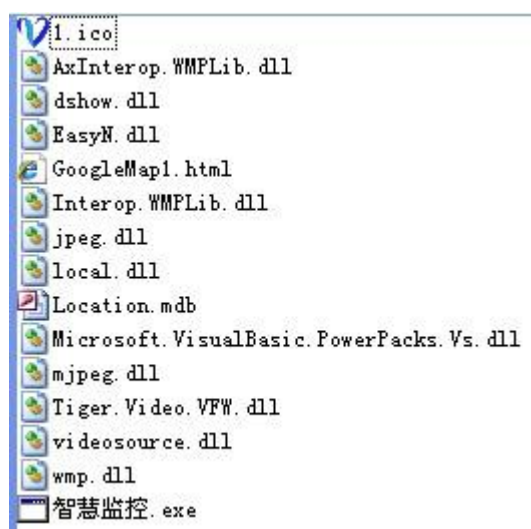 1.ico
AxInterop.WMPLib.dll
dshow.dll
EasyN.dll
GoogleMap1.html
Interop.WMPLib.dll
jpeg.dll
local.dll
Location.mdb
Microsoft.VisualBasic.PowerPacks.Vs.dll
mjpeg.dll
Tiger.Video.VFW.dll
videosource.dll
wmp.dll
智慧监控.exe